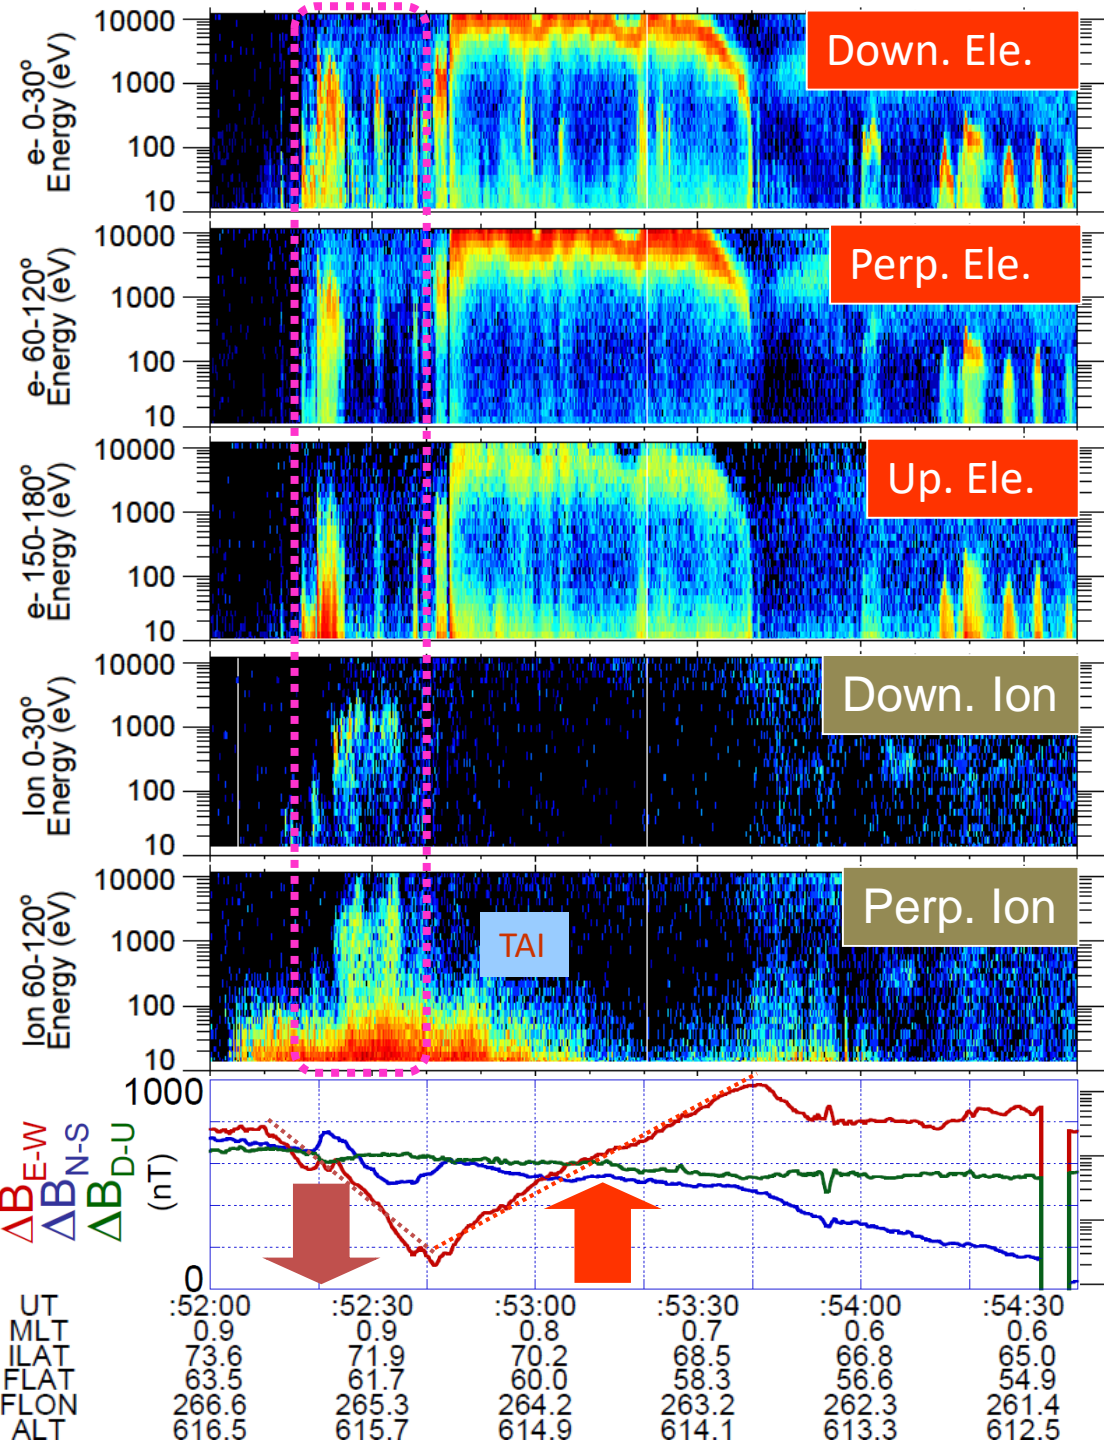 e- 0-30°
Energy (eV)
10000
1000
100
10
Down. Ele.
e- 60-120°
Energy (eV)
10000
1000
100
10
Perp. Ele.
e- 150-180°
Energy (eV)
10000
1000
100
10
Up. Ele.
Ion 0-30°
Energy (eV)
10000
1000
100
10
Down. Ion
Ion 60-120°
Energy (eV)
10000
1000
100
10
Perp. Ion
TAI
ΔB E-W
ΔB N-S
ΔB D-U
(nT)
1000
0
UT :52:00 :52:30 :53:00 :53:30 :54:00 :54:30
MLT 0.9 0.9 0.8 0.7 0.6 0.6
ILAT 73.6 71.9 70.2 68.5 66.8 65.0
FLAT 63.5 61.7 60.0 58.3 56.6 54.9
FLON 266.6 265.3 264.2 263.2 262.3 261.4
ALT 616.5 615.7 614.9 614.1 613.3 612.5